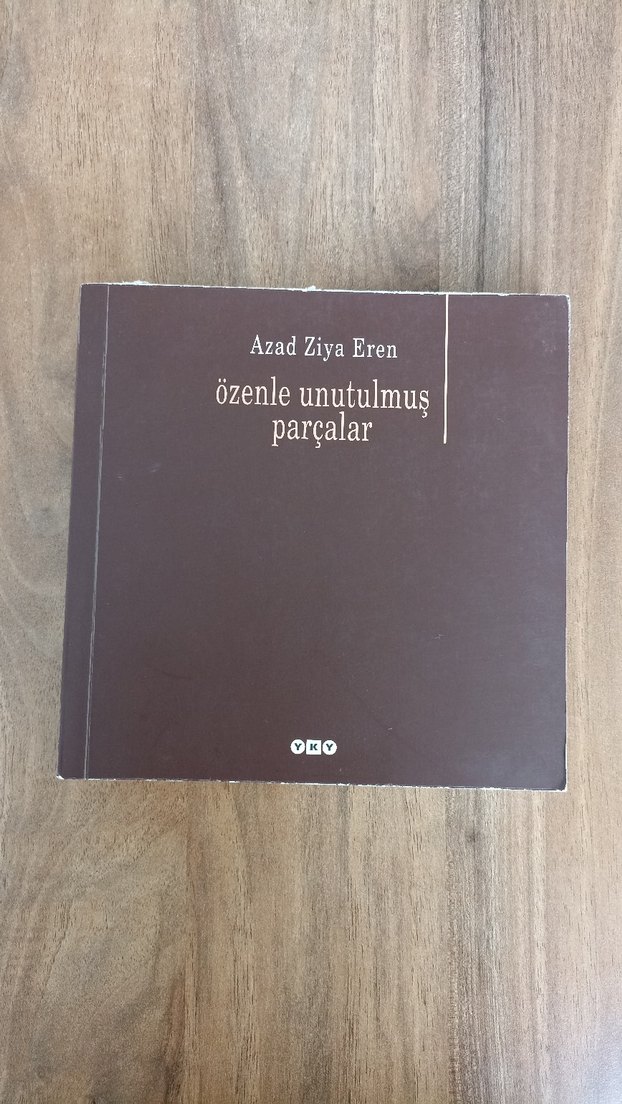 Azad Ziya Eren
özenle unutulmuş
parçalar
YKY